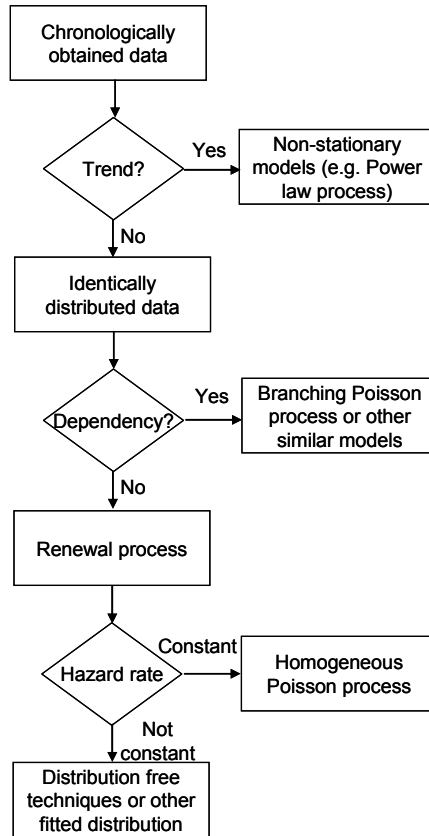 Chronologically
obtained data
Trend?
Yes
Non-stationary
models (e.g. Power
law process)
No
Identically
distributed data
Dependency?
Yes
Branching Poisson
process or other
similar models
No
Renewal process
Hazard rate
Constant
Homogeneous
Poisson process
Not
constant
Distribution free
techniques or other
fitted distribution